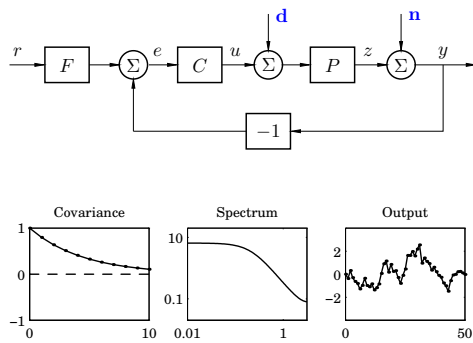 d
n
r
F
Σ
e
C
u
Σ
P
z
Σ
y
−1
Covariance
Spectrum
Output
1
0
−1
0
10
10
0.1
0.01
1
2
0
−2
0
50